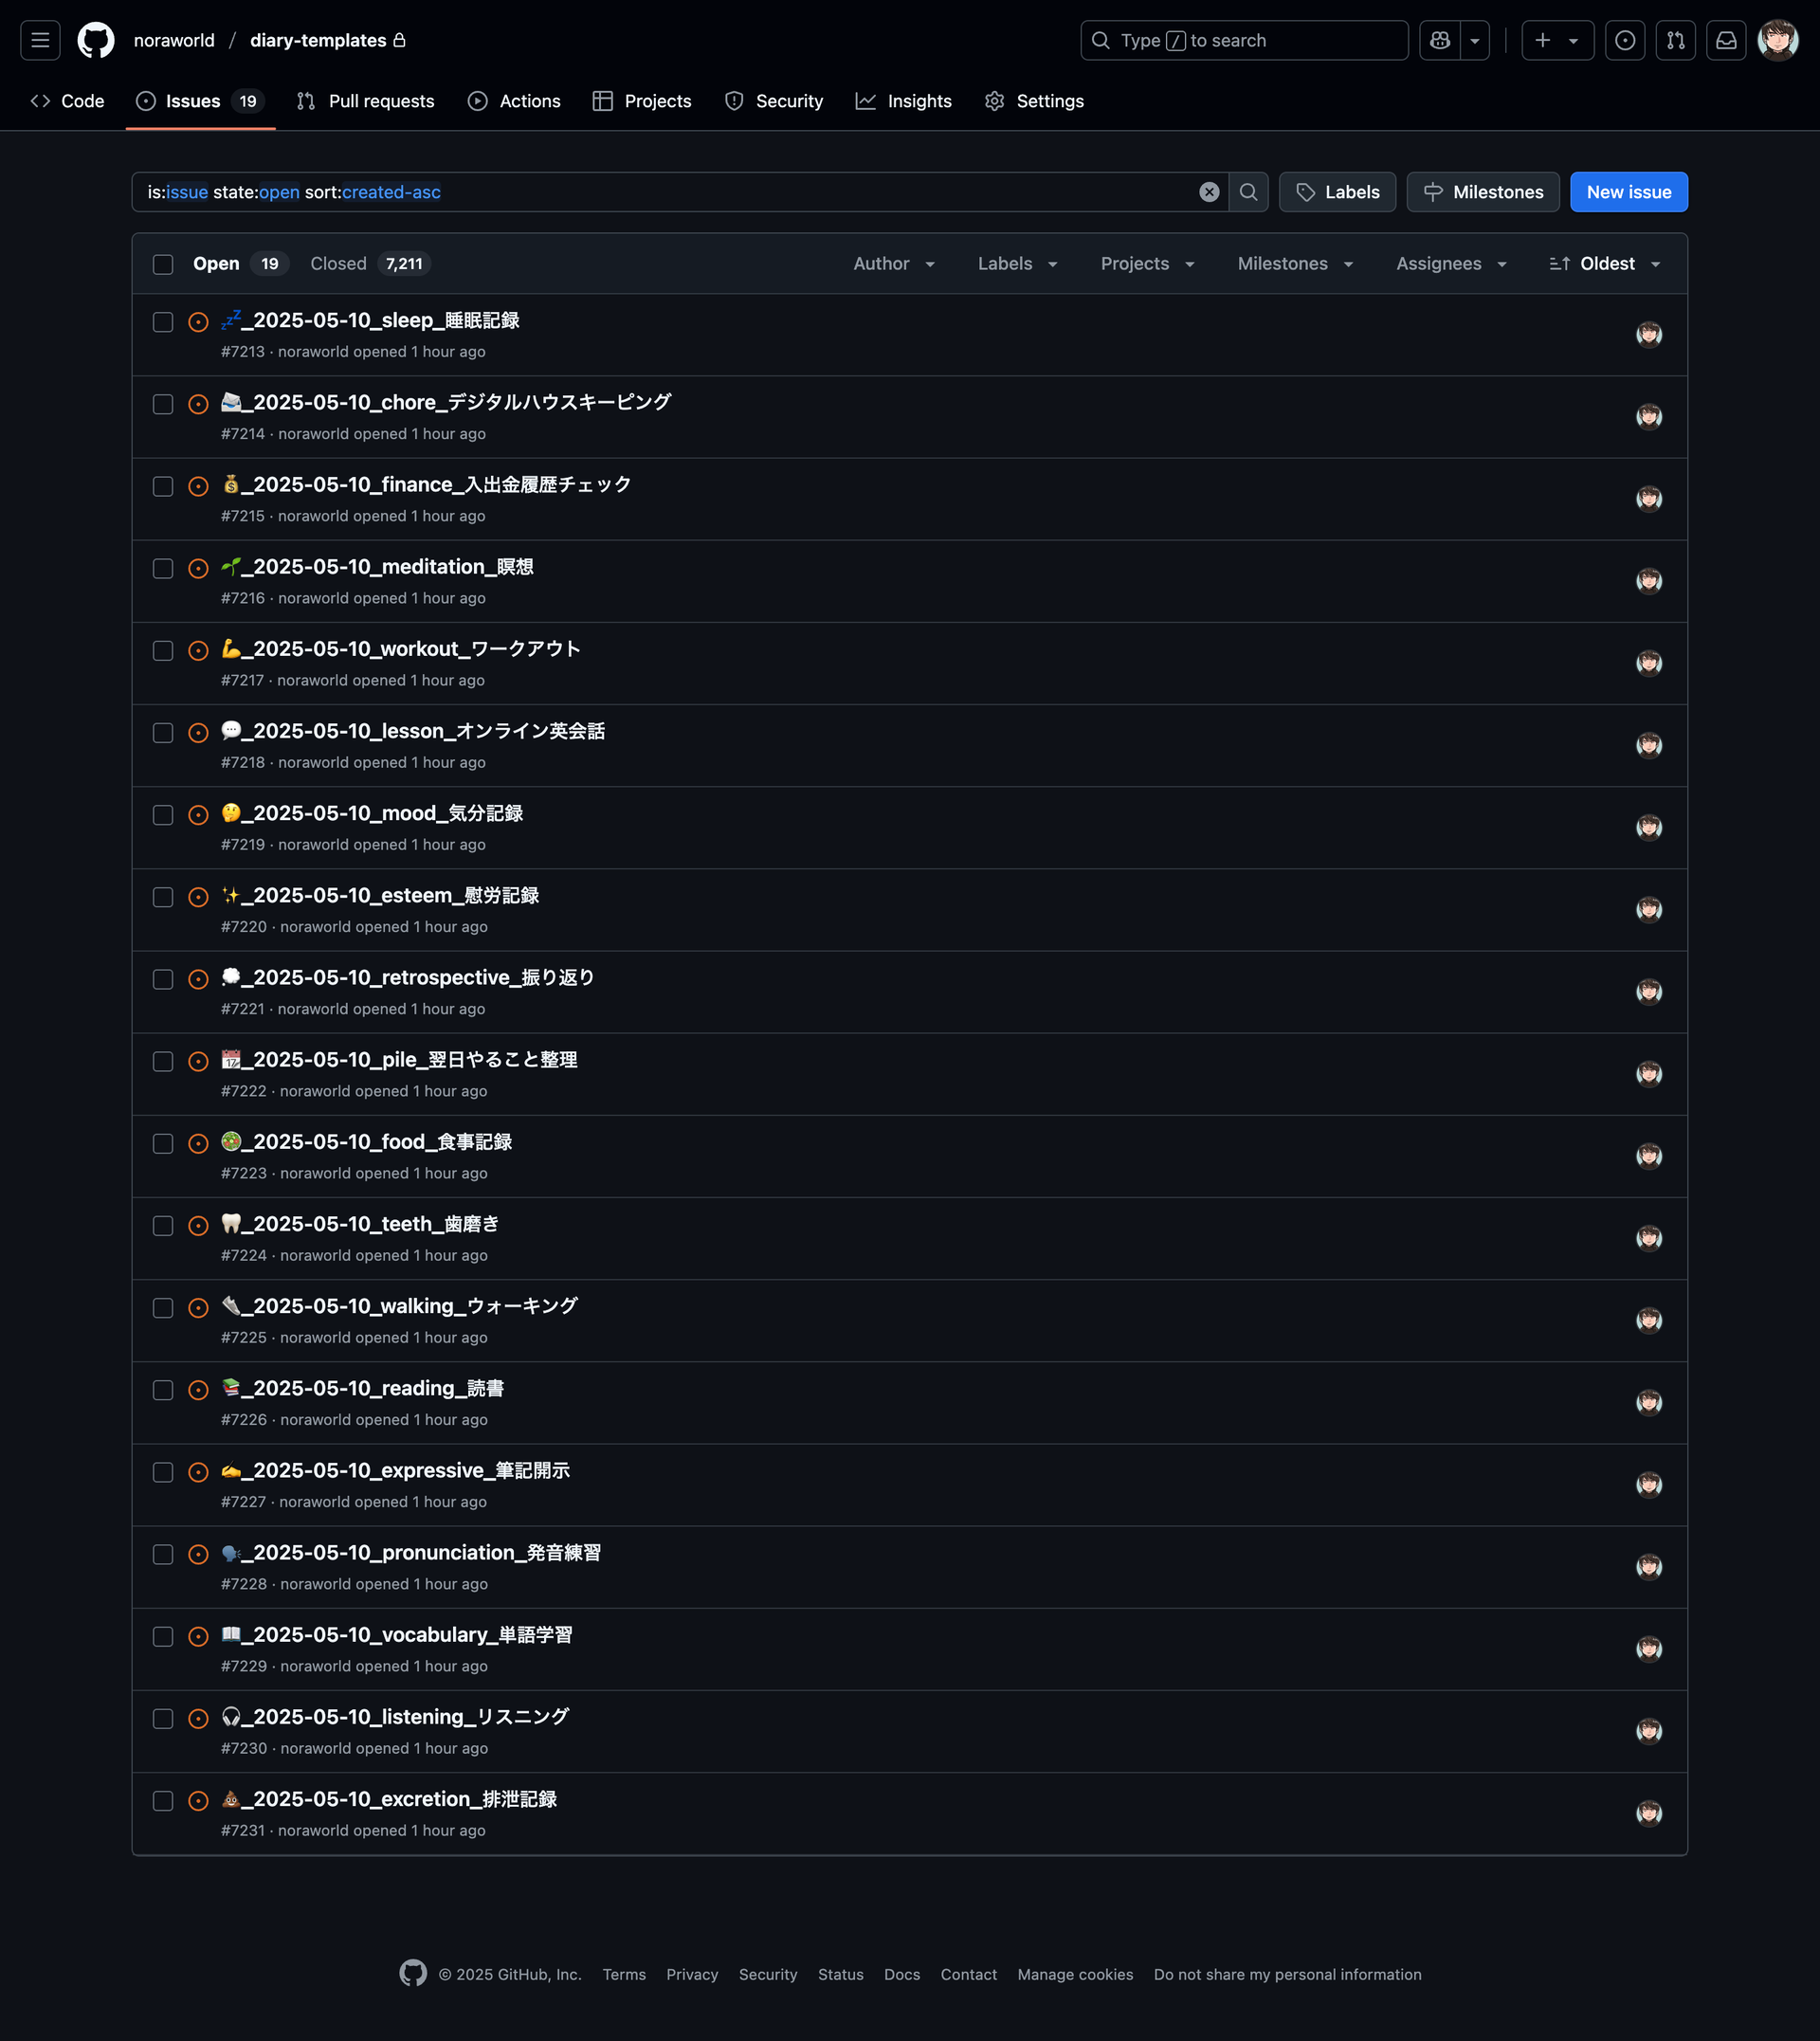 noraworld / diary-templates
Type / to search
Code Issues 19 Pull requests Actions Projects Security Insights Settings
is:issue state:open sort:created-asc
Labels Milestones New issue
Open 19 Closed 7,211 Author Labels Projects Milestones Assignees Oldest
💤_2025-05-10_sleep_睡眠記録
#7213 · noraworld opened 1 hour ago
📨_2025-05-10_chore_デジタルハウスキーピング
#7214 · noraworld opened 1 hour ago
💰_2025-05-10_finance_入出金履歴チェック
#7215 · noraworld opened 1 hour ago
🌱_2025-05-10_meditation_瞑想
#7216 · noraworld opened 1 hour ago
💪_2025-05-10_workout_ワークアウト
#7217 · noraworld opened 1 hour ago
💬_2025-05-10_lesson_オンライン英会話
#7218 · noraworld opened 1 hour ago
🤔_2025-05-10_mood_気分記録
#7219 · noraworld opened 1 hour ago
✨_2025-05-10_esteem_慰労記録
#7220 · noraworld opened 1 hour ago
💭_2025-05-10_retrospective_振り返り
#7221 · noraworld opened 1 hour ago
📆_2025-05-10_pile_翌日やること整理
#7222 · noraworld opened 1 hour ago
🥗_2025-05-10_food_食事記録
#7223 · noraworld opened 1 hour ago
🦷_2025-05-10_teeth_歯磨き
#7224 · noraworld opened 1 hour ago
👟_2025-05-10_walking_ウォーキング
#7225 · noraworld opened 1 hour ago
📚_2025-05-10_reading_読書
#7226 · noraworld opened 1 hour ago
✍️_2025-05-10_expressive_筆記開示
#7227 · noraworld opened 1 hour ago
🗣️_2025-05-10_pronunciation_発音練習
#7228 · noraworld opened 1 hour ago
📖_2025-05-10_vocabulary_単語学習
#7229 · noraworld opened 1 hour ago
🎧_2025-05-10_listening_リスニング
#7230 · noraworld opened 1 hour ago
💩_2025-05-10_excretion_排泄記録
#7231 · noraworld opened 1 hour ago
© 2025 GitHub, Inc. Terms Privacy Security Status Docs Contact Manage cookies Do not share my personal information